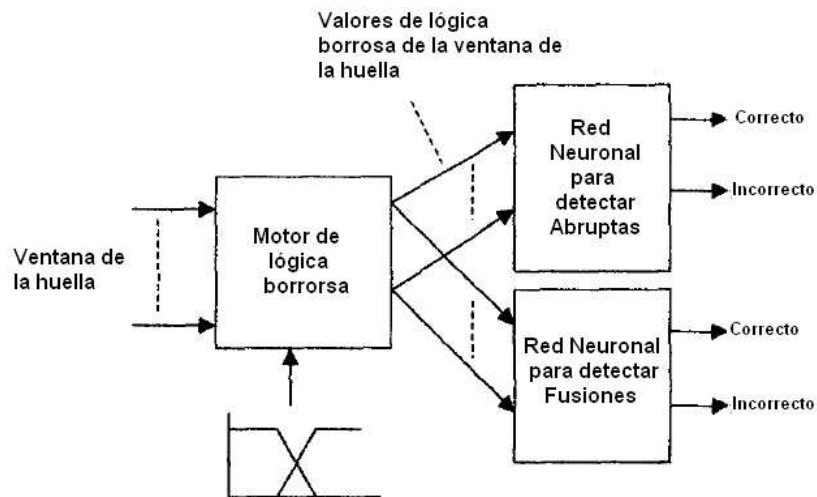 Valores de lógica
borrosa de la ventana de
la huella
Ventana de
la huella
Motor de
lógica
borrorsa
Red
Neuronal
para
detectar
Abruptas
Correcto
Incorrecto
Red Neuronal
para detectar
Fusiones
Correcto
Incorrecto